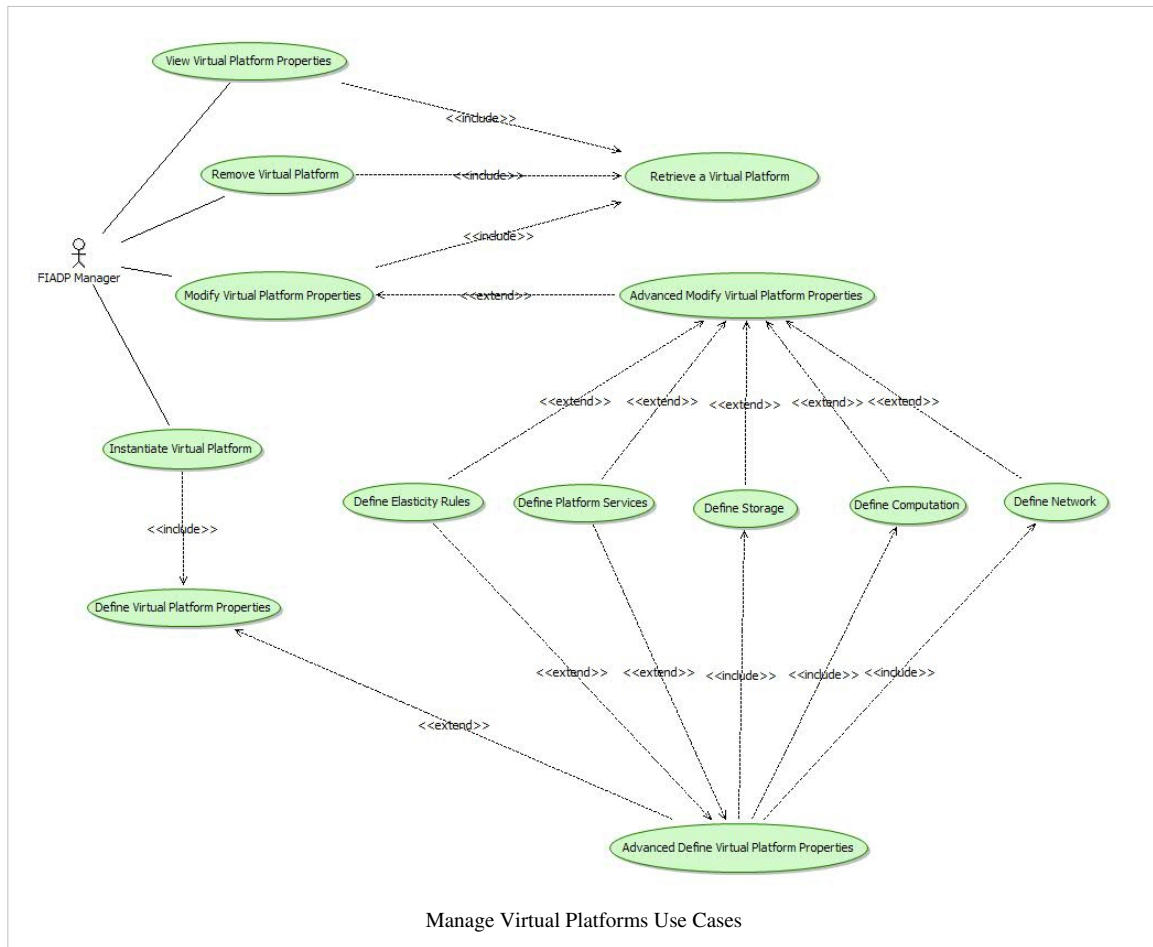 View Virtual Platform Properties
<<include>>
Remove Virtual Platform
<<include>>
Retrieve a Virtual Platform
<<include>>
FIADP Manager
Modify Virtual Platform Properties
<<extend>>
Advanced Modify Virtual Platform Properties
<<extend>>
<<extend>>
<<extend>>
<<extend>>
<<extend>>
Instantiate Virtual Platform
Define Elasticity Rules
Define Platform Services
Define Storage
Define Computation
Define Network
<<include>>
Define Virtual Platform Properties
<<extend>>
<<extend>>
<<include>>
<<include>>
<<include>>
<<extend>>
Advanced Define Virtual Platform Properties
Manage Virtual Platforms Use Cases